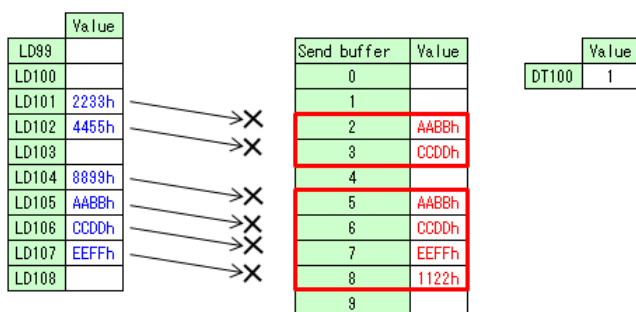 Value
LD99
LD100
LD101 2233h
LD102 4455h
LD103
LD104 8899h
LD105 AABBh
LD106 CCDDh
LD107 EEFFh
LD108
Send buffer Value
0
1
2 AABBh
3 CCDDh
4
5 AABBh
6 CCDDh
7 EEFFh
8 1122h
9
Value
DT100 1